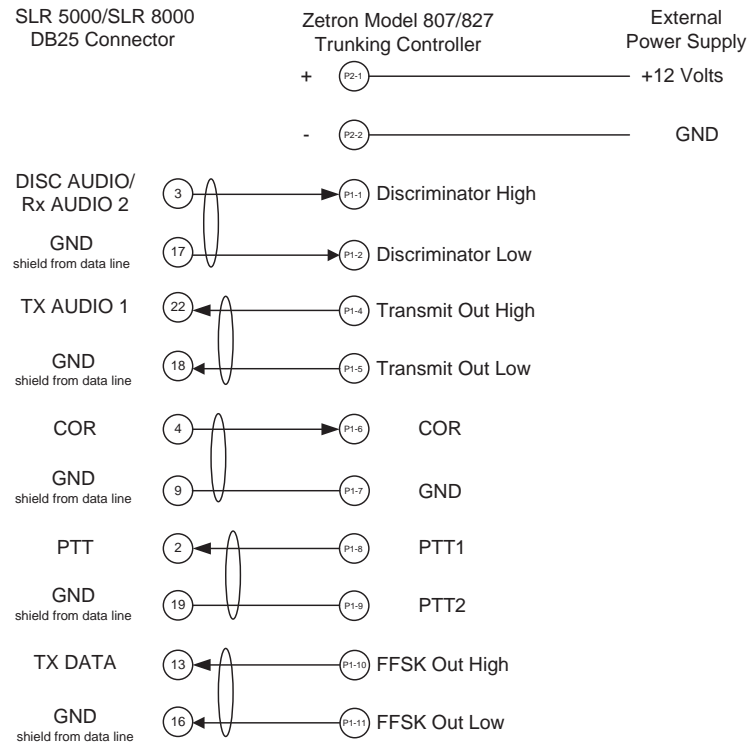 SLR 5000/SLR 8000
DB25 Connector
Zetron Model 807/827
Trunking Controller
External
Power Supply
+ P2-1 +12 Volts
- P2-2 GND
DISC AUDIO/
Rx AUDIO 2
3 P1-1 Discriminator High
GND
shield from data line
17 P1-2 Discriminator Low
TX AUDIO 1 22 P1-4 Transmit Out High
GND
shield from data line
18 P1-5 Transmit Out Low
COR 4 P1-6 COR
GND
shield from data line
9 P1-7 GND
PTT 2 P1-8 PTT1
GND
shield from data line
19 P1-9 PTT2
TX DATA 13 P1-10 FFSK Out High
GND
shield from data line
16 P1-11 FFSK Out Low